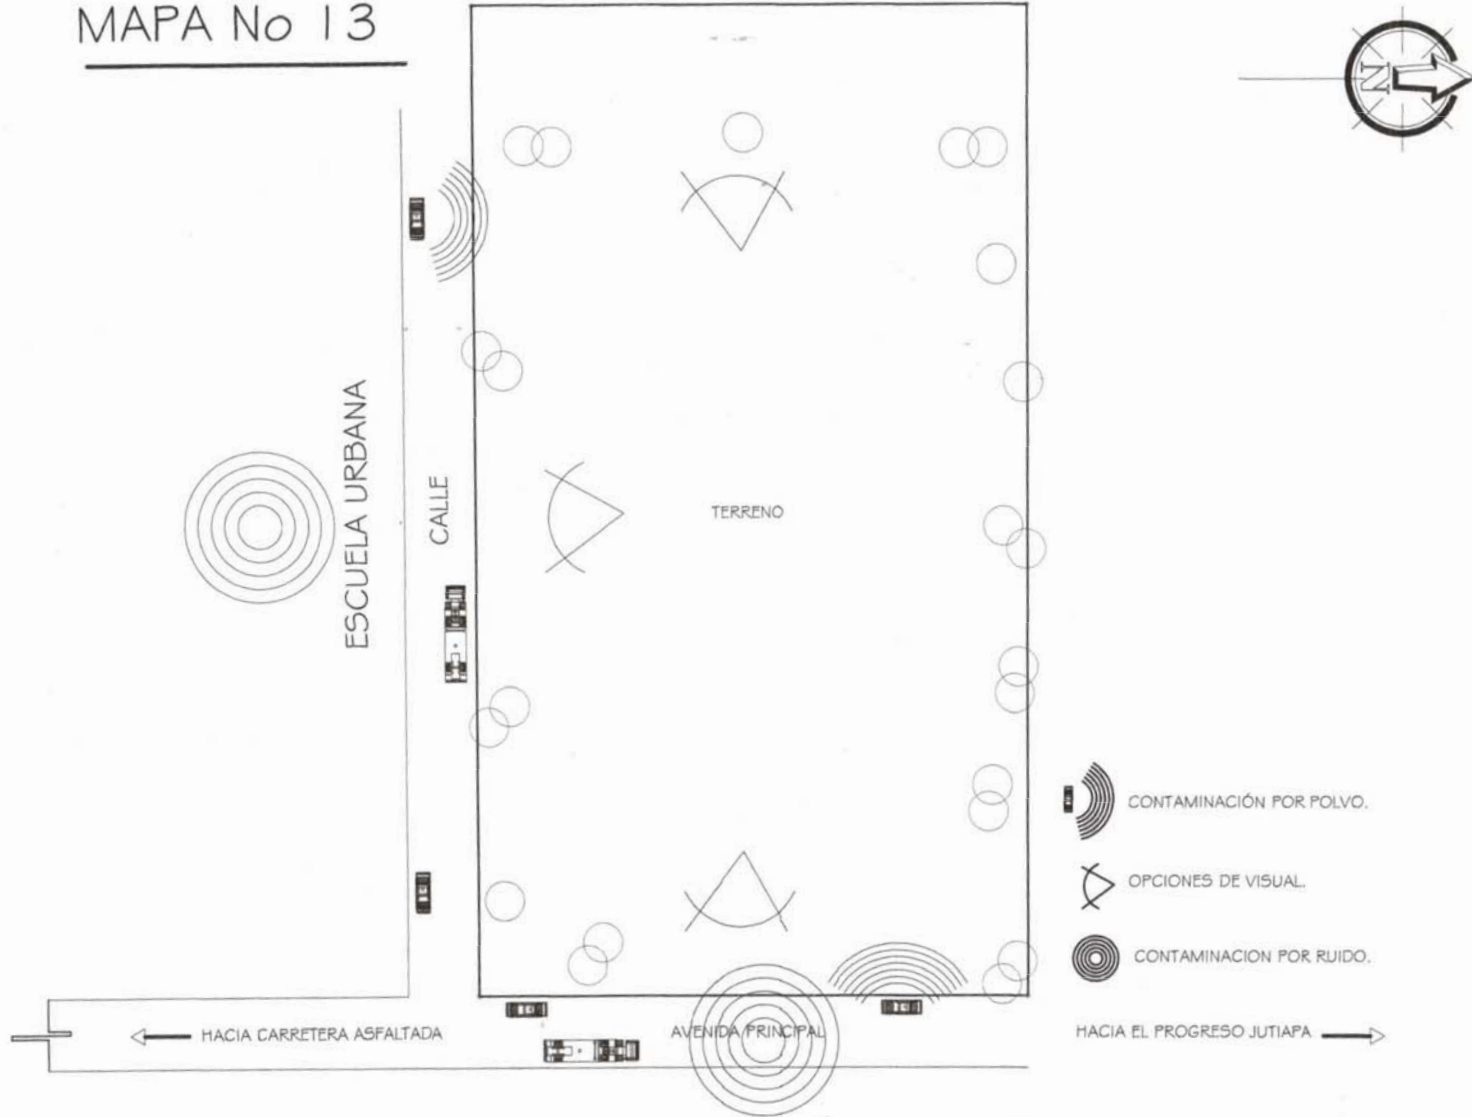 MAPA No 13
N
ESCUELA URBANA
CALLE
TERRENO
CONTAMINACIÓN POR POLVO.
OPCIONES DE VISUAL.
CONTAMINACION POR RUIDO.
HACIA CARRETERA ASFALTADA
AVENIDA PRINCIPAL
HACIA EL PROGRESO JUTIAPA